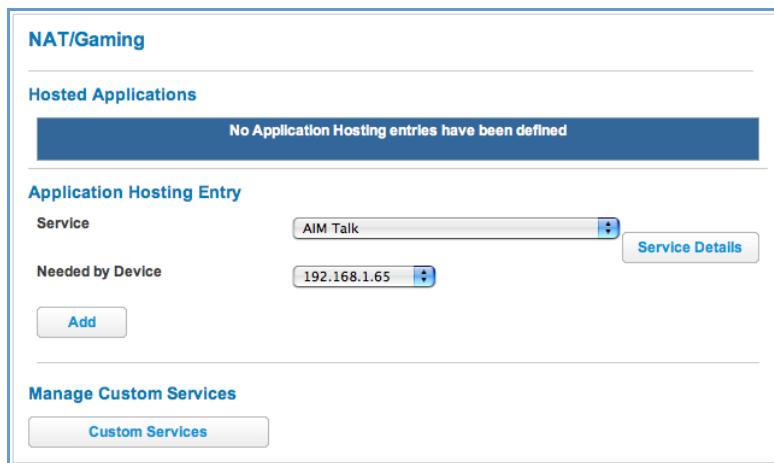 NAT/Gaming
Hosted Applications
No Application Hosting entries have been defined
Application Hosting Entry
Service
AIM Talk
Service Details
Needed by Device
192.168.1.65
Add
Manage Custom Services
Custom Services